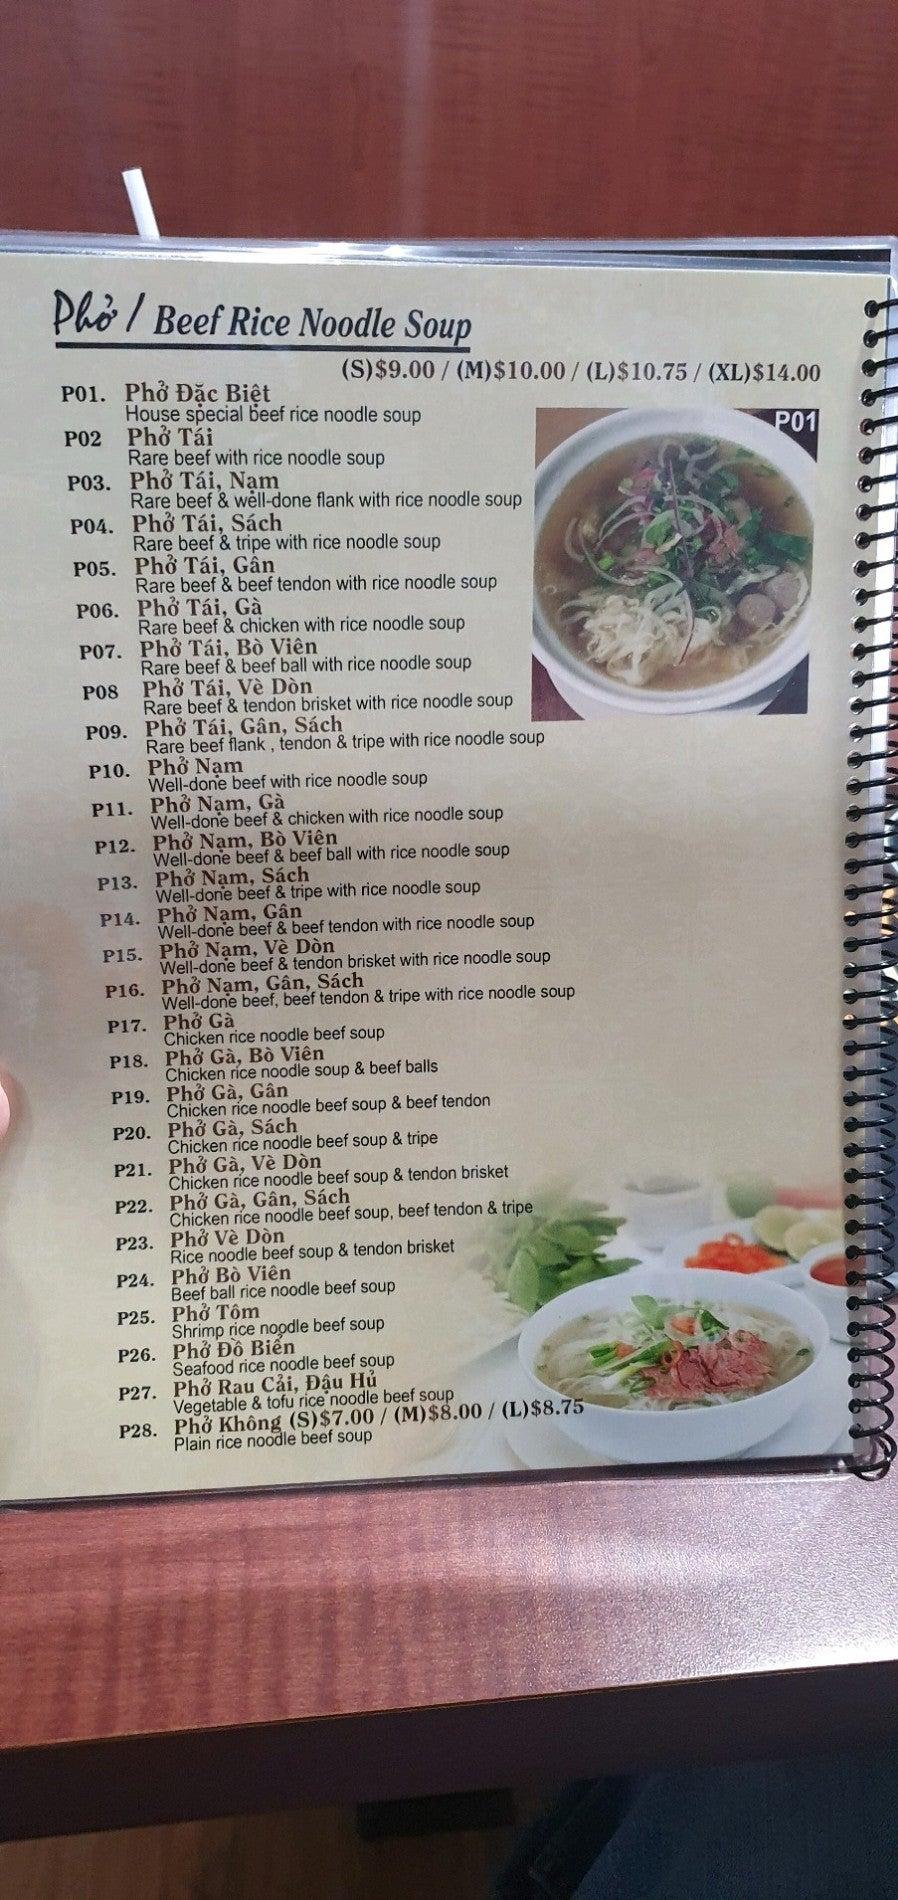 Phở / Beef Rice Noodle Soup
(S)$9.00 / (M)$10.00 / (L)$10.75 / (XL)$14.00
P01. Phở Đặc Biệt
House special beef rice noodle soup
P01
P02 Phở Tái
Rare beef with rice noodle soup
P03. Phở Tái, Nạm
Rare beef & well-done flank with rice noodle soup
P04. Phở Tái, Sách
Rare beef & tripe with rice noodle soup
P05. Phở Tái, Gân
Rare beef & beef tendon with rice noodle soup
P06. Phở Tái, Gà
Rare beef & chicken with rice noodle soup
P07. Phở Tái, Bò Viên
Rare beef & beef ball with rice noodle soup
P08 Phở Tái, Vè Dòn
Rare beef & tendon brisket with rice noodle soup
P09. Phở Tái, Gân, Sách
Rare beef flank , tendon & tripe with rice noodle soup
P10. Phở Nạm
Well-done beef with rice noodle soup
P11. Phở Nạm, Gà
Well-done beef & chicken with rice noodle soup
P12. Phở Nạm, Bò Viên
Well-done beef & beef ball with rice noodle soup
P13. Phở Nạm, Sách
Well-done beef & tripe with rice noodle soup
P14. Phở Nạm, Gân
Well-done beef & beef tendon with rice noodle soup
P15. Phở Nạm, Vè Dòn
Well-done beef & tendon brisket with rice noodle soup
P16. Phở Nạm, Gân, Sách
Well-done beef, beef tendon & tripe with rice noodle soup
P17. Phở Gà
Chicken rice noodle beef soup
P18. Phở Gà, Bò Viên
Chicken rice noodle soup & beef balls
P19. Phở Gà, Gân
Chicken rice noodle beef soup & beef tendon
P20. Phở Gà, Sách
Chicken rice noodle beef soup & tripe
P21. Phở Gà, Vè Dòn
Chicken rice noodle beef soup & tendon brisket
P22. Phở Gà, Gân, Sách
Chicken rice noodle beef soup, beef tendon & tripe
P23. Phở Vè Dòn
Rice noodle beef soup & tendon brisket
P24. Phở Bò Viên
Beef ball rice noodle beef soup
P25. Phở Tôm
Shrimp rice noodle beef soup
P26. Phở Đồ Biển
Seafood rice noodle beef soup
P27. Phở Rau Cải, Đậu Hủ
Vegetable & tofu rice noodle beef soup
P28. Phở Không (S)$7.00 / (M)$8.00 / (L)$8.75
Plain rice noodle beef soup